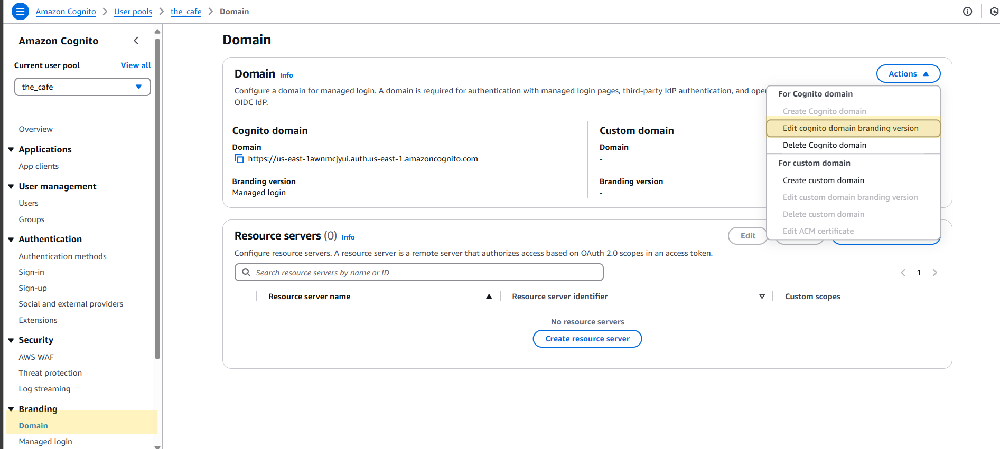 Amazon Cognito > User pools > the_cafe > Domain
Amazon Cognito
Current user pool View all
the_cafe
Overview
Applications
App clients
User management
Users
Groups
Authentication
Authentication methods
Sign-in
Sign-up
Social and external providers
Extensions
Security
AWS WAF
Threat protection
Log streaming
Branding
Domain
Managed login
Domain
Domain Info
Actions
Configure a domain for managed login. A domain is required for authentication with managed login pages, third-party IdP authentication, and
OIDC IdP.
Cognito domain
Domain
https://us-east-1awnmcjyui.auth.us-east-1.amazoncognito.com
Branding version
Managed login
Custom domain
Domain
-
Branding version
-
For Cognito domain
Create Cognito domain
Edit cognito domain branding version
Delete Cognito domain
For custom domain
Create custom domain
Edit custom domain branding version
Delete custom domain
Edit ACM certificate
Resource servers (0) Info
Edit
Configure resource servers. A resource server is a remote server that authorizes access based on OAuth 2.0 scopes in an access token.
Search resource servers by name or ID
1
Resource server name Resource server identifier Custom scopes
No resource servers
Create resource server